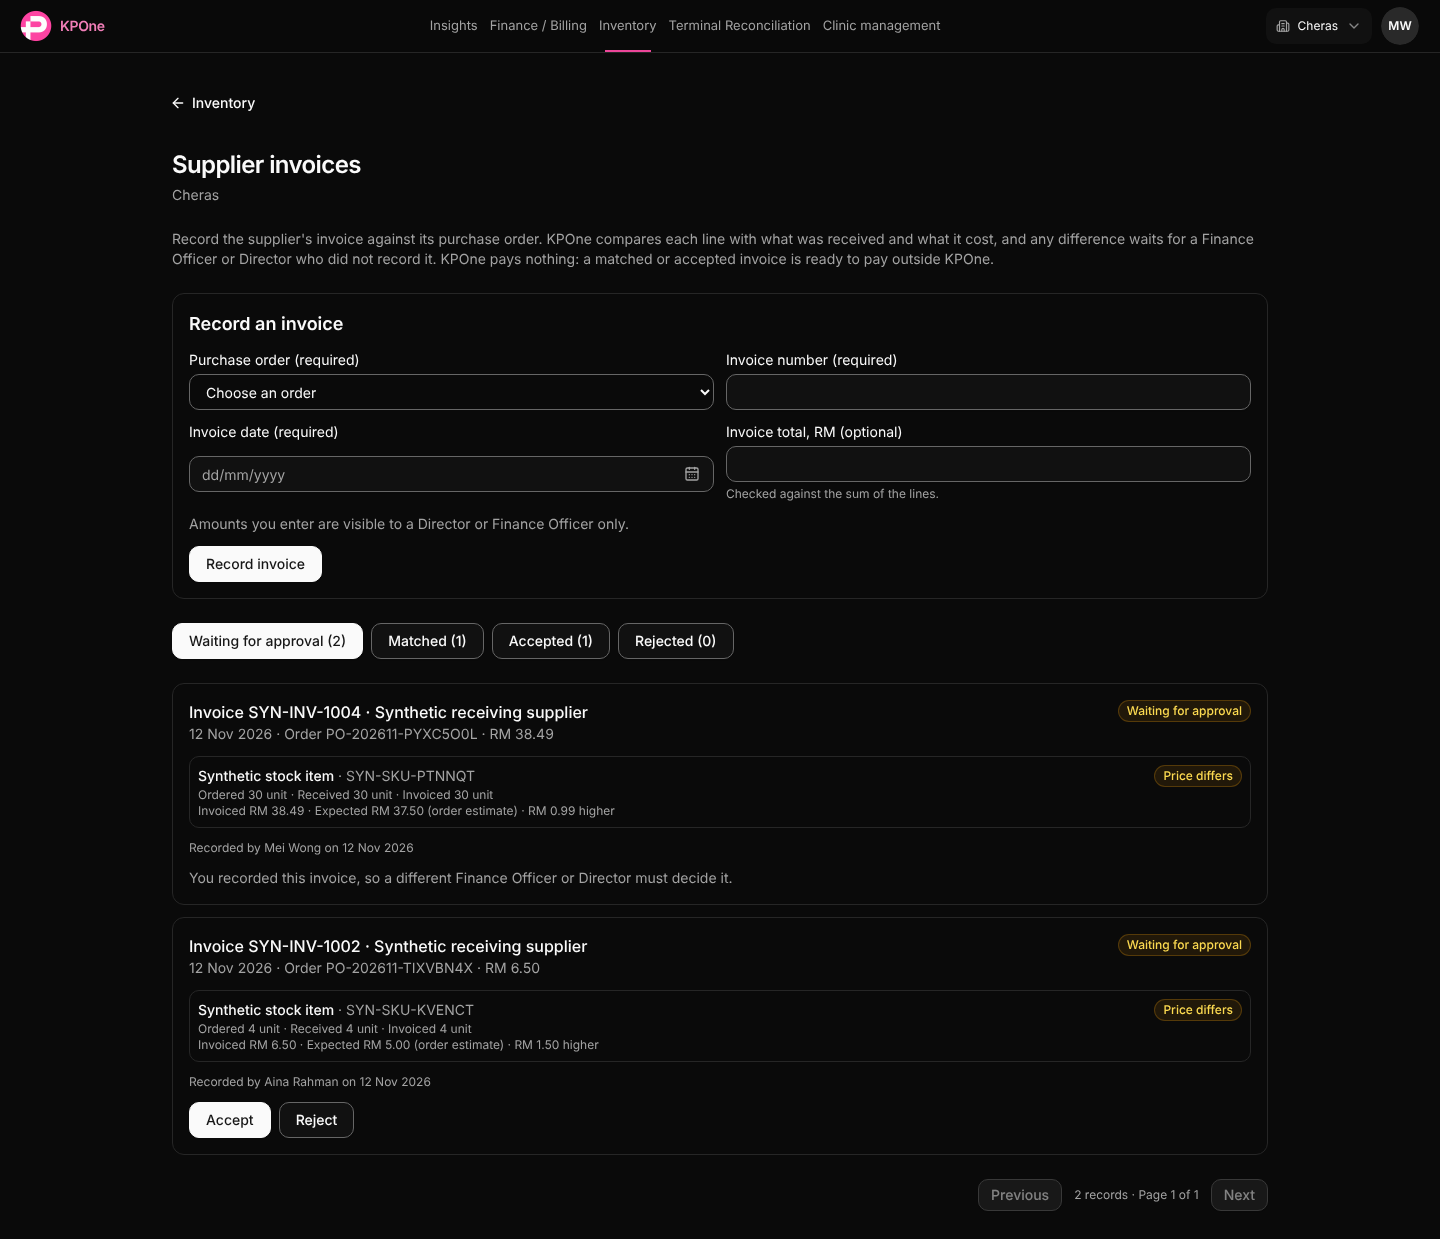 KPOne
Insights
Finance / Billing
Inventory
Terminal Reconciliation
Clinic management
Cheras
MW
Inventory
Supplier invoices
Cheras
Record the supplier's invoice against its purchase order. KPOne compares each line with what was received and what it cost, and any difference waits for a Finance
Officer or Director who did not record it. KPOne pays nothing: a matched or accepted invoice is ready to pay outside KPOne.
Record an invoice
Purchase order (required)
Invoice number (required)
Choose an order
Invoice date (required)
Invoice total, RM (optional)
dd/mm/yyyy
Checked against the sum of the lines.
Amounts you enter are visible to a Director or Finance Officer only.
Record invoice
Waiting for approval (2)
Matched (1)
Accepted (1)
Rejected (0)
Invoice SYN-INV-1004 · Synthetic receiving supplier
Waiting for approval
12 Nov 2026 · Order PO-202611-PYXC5O0L · RM 38.49
Synthetic stock item · SYN-SKU-PTNNQT
Price differs
Ordered 30 unit · Received 30 unit · Invoiced 30 unit
Invoiced RM 38.49 · Expected RM 37.50 (order estimate) · RM 0.99 higher
Recorded by Mei Wong on 12 Nov 2026
You recorded this invoice, so a different Finance Officer or Director must decide it.
Invoice SYN-INV-1002 · Synthetic receiving supplier
Waiting for approval
12 Nov 2026 · Order PO-202611-TIXVBN4X · RM 6.50
Synthetic stock item · SYN-SKU-KVENCT
Price differs
Ordered 4 unit · Received 4 unit · Invoiced 4 unit
Invoiced RM 6.50 · Expected RM 5.00 (order estimate) · RM 1.50 higher
Recorded by Aina Rahman on 12 Nov 2026
Accept
Reject
Previous
2 records · Page 1 of 1
Next